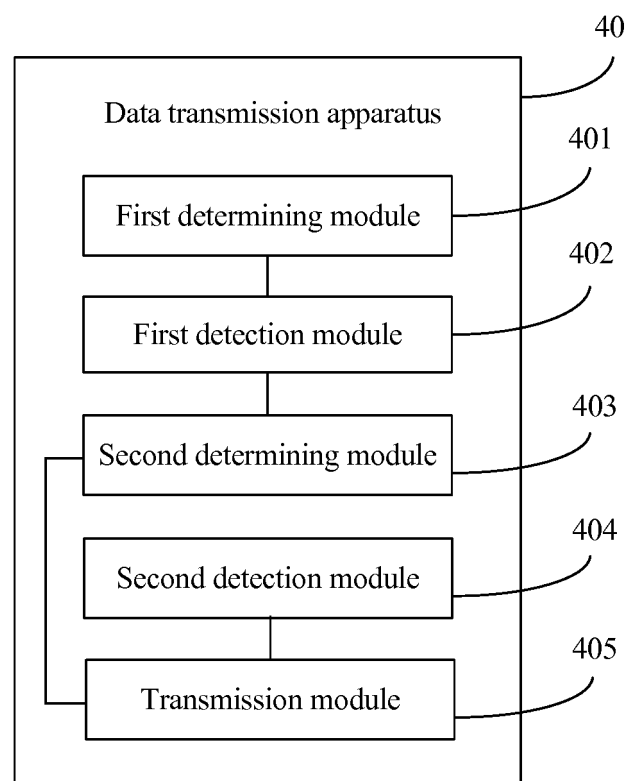 40
Data transmission apparatus
401
First determining module
402
First detection module
403
Second determining module
404
Second detection module
405
Transmission module